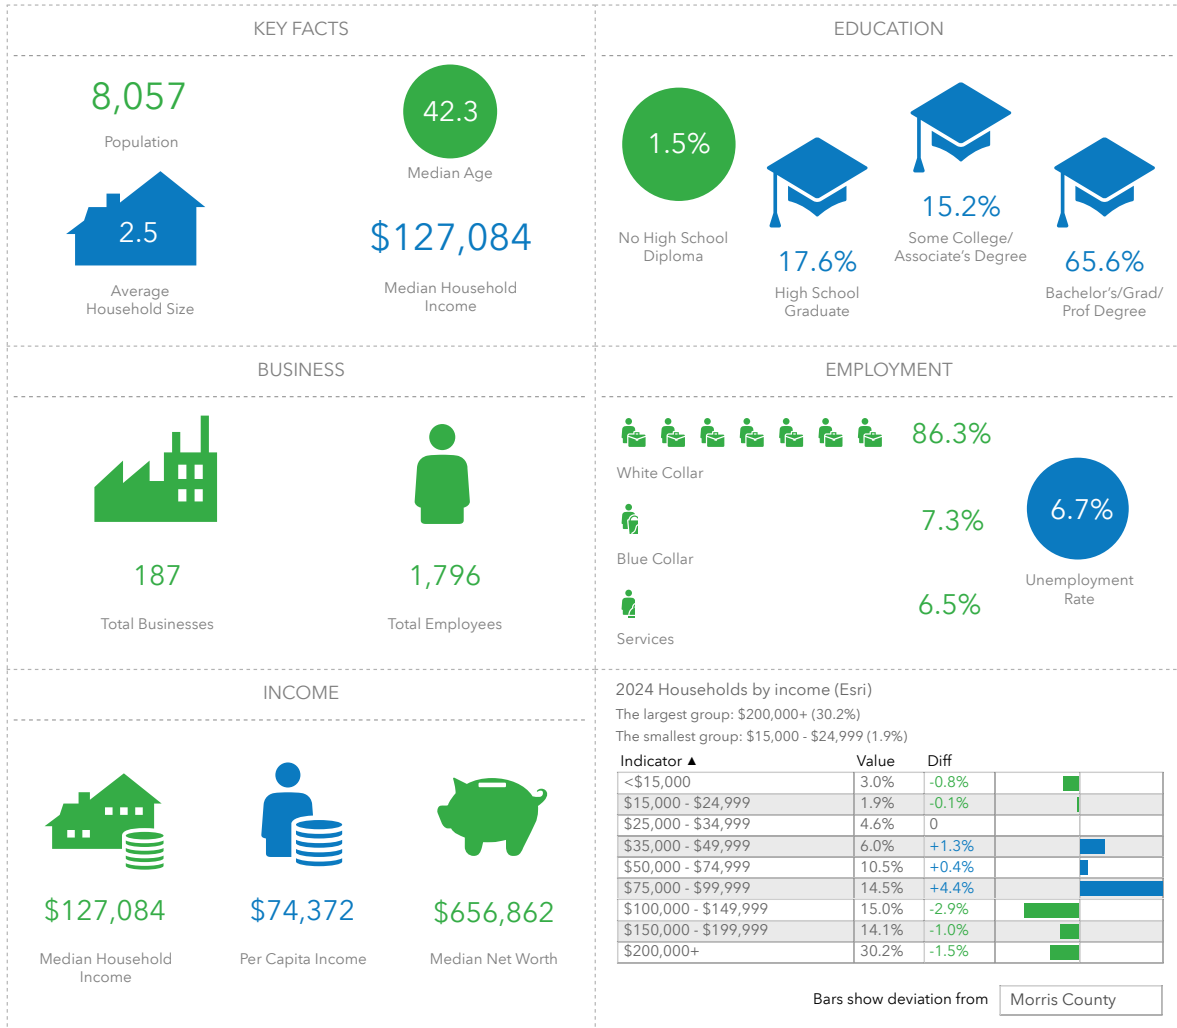 KEY FACTS
8,057
Population
42.3
Median Age
2.5
Average
Household Size
$127,084
Median Household
Income
EDUCATION
1.5%
No High School
Diploma
17.6%
High School
Graduate
15.2%
Some College/
Associate's Degree
65.6%
Bachelor's/Grad/
Prof Degree
BUSINESS
187
Total Businesses
1,796
Total Employees
EMPLOYMENT
86.3%
White Collar
7.3%
Blue Collar
6.5%
Services
6.7%
Unemployment
Rate
INCOME
$127,084
Median Household
Income
$74,372
Per Capita Income
$656,862
Median Net Worth
2024 Households by income (Esri)
The largest group: $200,000+ (30.2%)
The smallest group: $15,000 - $24,999 (1.9%)
Indicator ▲ Value Diff
<$15,000 3.0% -0.8%
$15,000 - $24,999 1.9% -0.1%
$25,000 - $34,999 4.6% 0
$35,000 - $49,999 6.0% +1.3%
$50,000 - $74,999 10.5% +0.4%
$75,000 - $99,999 14.5% +4.4%
$100,000 - $149,999 15.0% -2.9%
$150,000 - $199,999 14.1% -1.0%
$200,000+ 30.2% -1.5%
Bars show deviation from Morris County